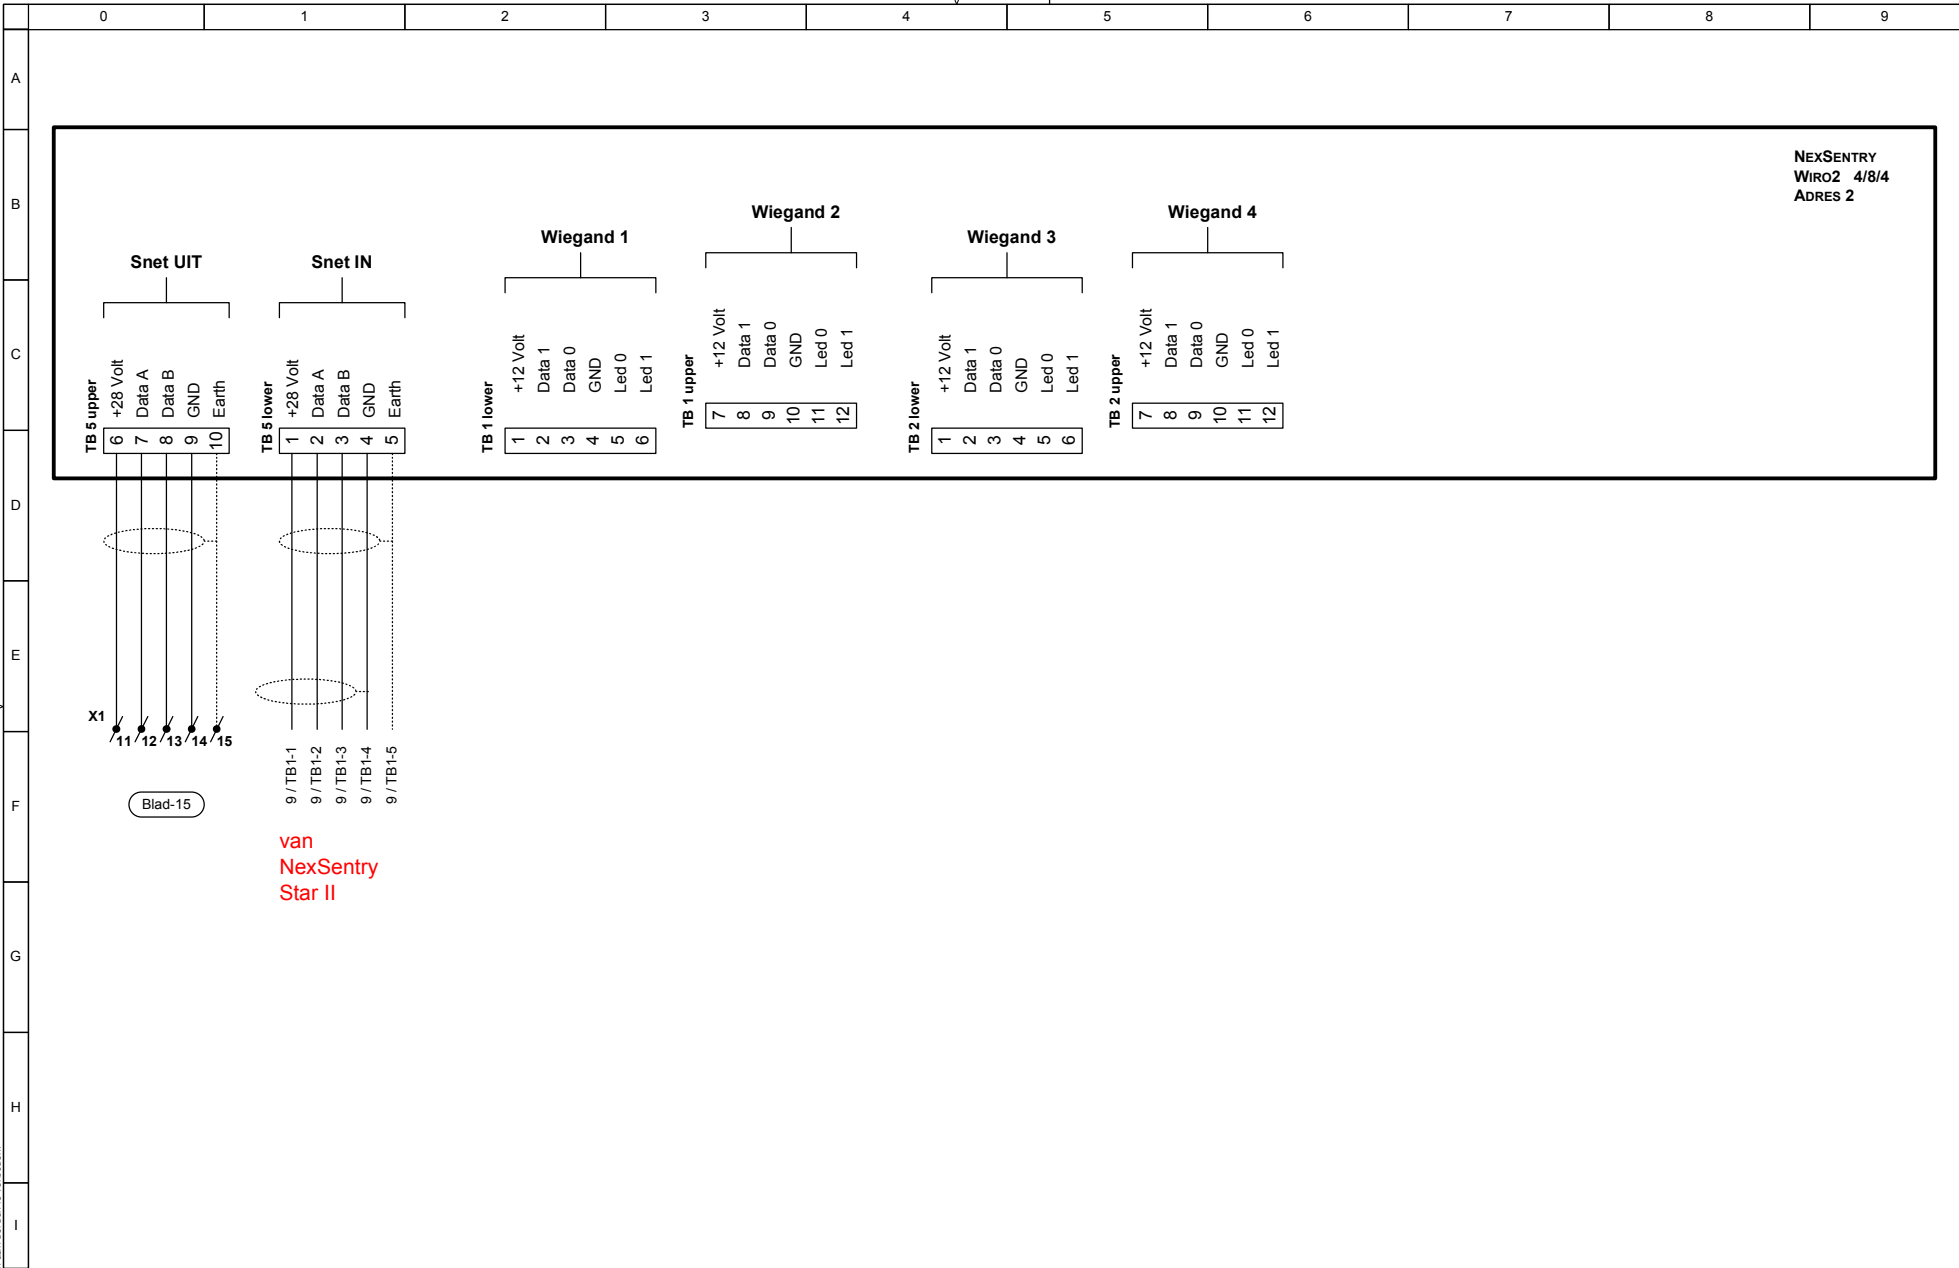 0 1 2 3 4 5 6 7 8 9
A
B
C
D
E
F
G
H
I
NEXSENTRY
WIRO2 4/8/4
ADRES 2
Snet UIT
TB 5 upper
+28 Volt
Data A
Data B
GND
Earth
6 7 8 9 10
Snet IN
TB 5 lower
+28 Volt
Data A
Data B
GND
Earth
1 2 3 4 5
Wiegand 1
TB 1 lower
+12 Volt
Data 1
Data 0
GND
Led 0
Led 1
1 2 3 4 5 6
Wiegand 2
TB 1 upper
+12 Volt
Data 1
Data 0
GND
Led 0
Led 1
7 8 9 10 11 12
Wiegand 3
TB 2 lower
+12 Volt
Data 1
Data 0
GND
Led 0
Led 1
1 2 3 4 5 6
Wiegand 4
TB 2 upper
+12 Volt
Data 1
Data 0
GND
Led 0
Led 1
7 8 9 10 11 12
X1
11 12 13 14 15
Blad-15
9 / TB1-1
9 / TB1-2
9 / TB1-3
9 / TB1-4
9 / TB1-5
van
NexSentry
Star II